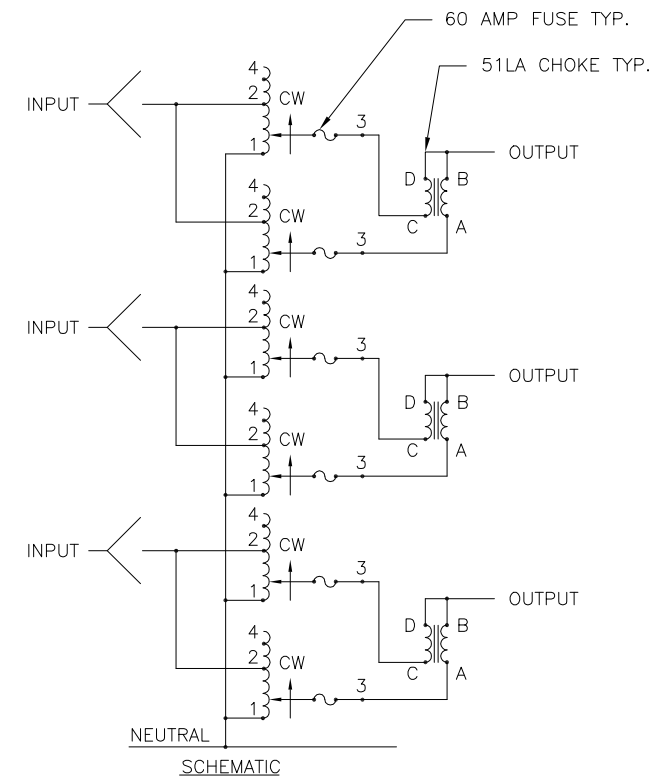 60 AMP FUSE TYP.
51LA CHOKE TYP.
4
INPUT
2
CW
1
3
OUTPUT
D
B
C
A
4
2
CW
1
3
4
INPUT
2
CW
1
3
OUTPUT
D
B
C
A
4
2
CW
1
3
4
INPUT
2
CW
1
3
OUTPUT
D
B
C
A
4
2
CW
1
3
NEUTRAL
SCHEMATIC